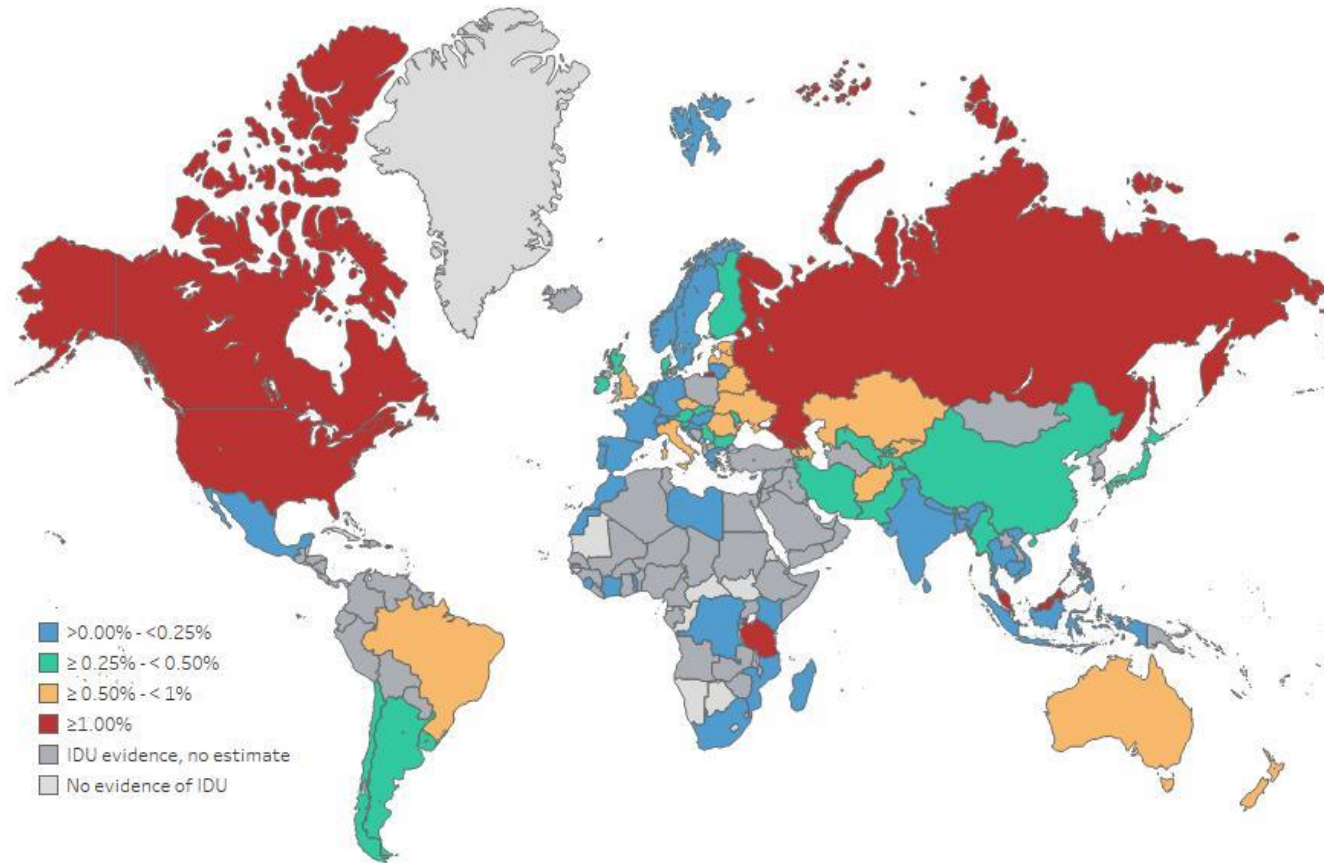 >0.00% - <0.25%
≥ 0.25% - < 0.50%
≥ 0.50% - < 1%
≥1.00%
IDU evidence, no estimate
No evidence of IDU